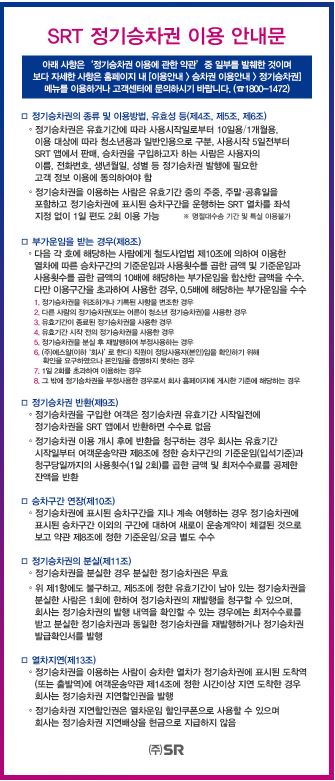 SRT 정기승차권 이용 안내문
아래 사항은 ‘정기승차권 이용에 관한 약관’ 중 일부를 발췌한 것이며
보다 자세한 사항은 홈페이지 내 [이용안내 > 승차권 이용안내 > 정기승차권]
메뉴를 이용하거나 고객센터에 문의하시기 바랍니다. (☎1800-1472)
□ 정기승차권의 종류 및 이용방법, 유효성 등(제4조, 제5조, 제6조)
◦ 정기승차권은 유효기간에 따라 사용시작일로부터 10일용/1개월용,
이용 대상에 따라 청소년용과 일반인용으로 구분, 사용시작 5일전부터
SRT 앱에서 판매, 승차권을 구입하고자 하는 사람은 사용자의
이름, 전화번호, 생년월일, 성별 등 정기승차권 발행에 필요한
고객 정보 이용에 동의하여야 함
◦ 정기승차권을 이용하는 사람은 유효기간 중의 주중, 주말·공휴일을
포함하고 정기승차권에 표시된 승차구간을 운행하는 SRT 열차를 좌석
지정 없이 1일 편도 2회 이용 가능 ※ 명절대수송 기간 및 특실 이용불가
□ 부가운임을 받는 경우(제8조)
◦ 다음 각 호에 해당하는 사람에게 철도사업법 제10조에 의하여 이용한
열차에 따른 승차구간의 기준운임과 사용횟수를 곱한 금액 및 기준운임과
사용횟수를 곱한 금액의 10배에 해당하는 부가운임을 합산한 금액을 수수,
다만 이용구간을 초과하여 사용한 경우, 0.5배에 해당하는 부가운임을 수수
1. 정기승차권을 위조하거나 기록된 사항을 변조한 경우
2. 다른 사람의 정기승차권(또는 어른이 청소년 정기승차권)을 사용한 경우
3. 유효기간이 종료된 정기승차권을 사용한 경우
4. 유효기간 시작 전의 정기승차권을 사용한 경우
5. 정기승차권을 분실 후 재발행하여 부정사용하는 경우
6. (주)에스알(이하 ‘회사’ 로 한다) 직원이 정당사용자(본인)임을 확인하기 위해
확인을 요구하였으나 본인임을 증명하지 못하는 경우
7. 1일 2회를 초과하여 이용하는 경우
8. 그 밖에 정기승차권을 부정사용한 경우로서 회사 홈페이지에 게시한 기준에 해당하는 경우
□ 정기승차권 반환(제9조)
◦ 정기승차권을 구입한 여객은 정기승차권 유효기간 시작일전에
정기승차권을 SRT 앱에서 반환하면 수수료 없음
◦ 정기승차권 이용 개시 후에 반환을 청구하는 경우 회사는 유효기간
시작일부터 여객운송약관 제8조에 정한 승차구간의 기준운임(입석기준)과
청구당일까지의 사용횟수(1일 2회)를 곱한 금액 및 최저수수료를 공제한
잔액을 반환
□ 승차구간 연장(제10조)
◦ 정기승차권에 표시된 승차구간을 지나 계속 여행하는 경우 정기승차권에
표시된 승차구간 이외의 구간에 대하여 새로이 운송계약이 체결된 것으로
보고 약관 제8조에 정한 기준운임/요금 별도 수수
□ 정기승차권의 분실(제11조)
◦ 정기승차권을 분실한 경우 분실한 정기승차권은 무효
◦ 위 제1항에도 불구하고, 제5조에 정한 유효기간이 남아 있는 정기승차권을
분실한 사람은 1회에 한하여 정기승차권의 재발행을 청구할 수 있으며,
회사는 정기승차권의 발행 내역을 확인할 수 있는 경우에는 최저수수료를
받고 분실한 정기승차권과 동일한 정기승차권을 재발행하거나 정기승차권
발급확인서를 발행
□ 열차지연(제13조)
◦ 정기승차권을 이용하는 사람이 승차한 열차가 정기승차권에 표시된 도착역
(또는 출발역)에 여객운송약관 제14조에 정한 시간이상 지연 도착한 경우
회사는 정기승차권 지연할인권을 발행
◦ 정기승차권 지연할인권은 열차운임 할인쿠폰으로 사용할 수 있으며
회사는 정기승차권 지연배상을 현금으로 지급하지 않음
㈜SR